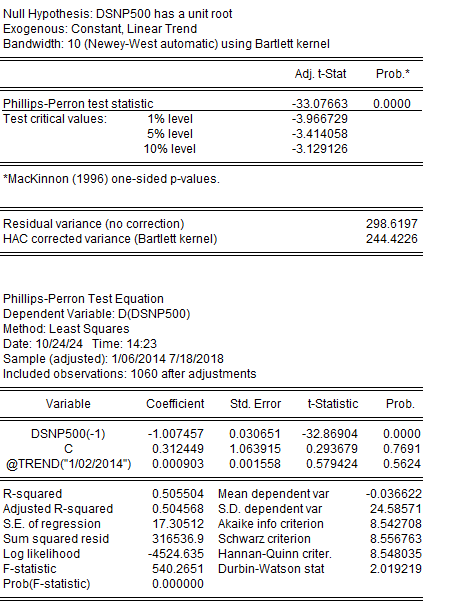 Null Hypothesis: DSNP500 has a unit root
Exogenous: Constant, Linear Trend
Bandwidth: 10 (Newey-West automatic) using Bartlett kernel
Adj. t-Stat Prob.*
Phillips-Perron test statistic -33.07663 0.0000
Test critical values: 1% level -3.966729
5% level -3.414058
10% level -3.129126
*MacKinnon (1996) one-sided p-values.
Residual variance (no correction) 298.6197
HAC corrected variance (Bartlett kernel) 244.4226
Phillips-Perron Test Equation
Dependent Variable: D(DSNP500)
Method: Least Squares
Date: 10/24/24 Time: 14:23
Sample (adjusted): 1/06/2014 7/18/2018
Included observations: 1060 after adjustments
Variable Coefficient Std. Error t-Statistic Prob.
DSNP500(-1) -1.007457 0.030651 -32.86904 0.0000
C 0.312449 1.063915 0.293679 0.7691
@TREND("1/02/2014") 0.000903 0.001558 0.579424 0.5624
R-squared 0.505504 Mean dependent var -0.036622
Adjusted R-squared 0.504568 S.D. dependent var 24.58571
S.E. of regression 17.30512 Akaike info criterion 8.542708
Sum squared resid 316536.9 Schwarz criterion 8.556763
Log likelihood -4524.635 Hannan-Quinn criter. 8.548035
F-statistic 540.2651 Durbin-Watson stat 2.019219
Prob(F-statistic) 0.000000